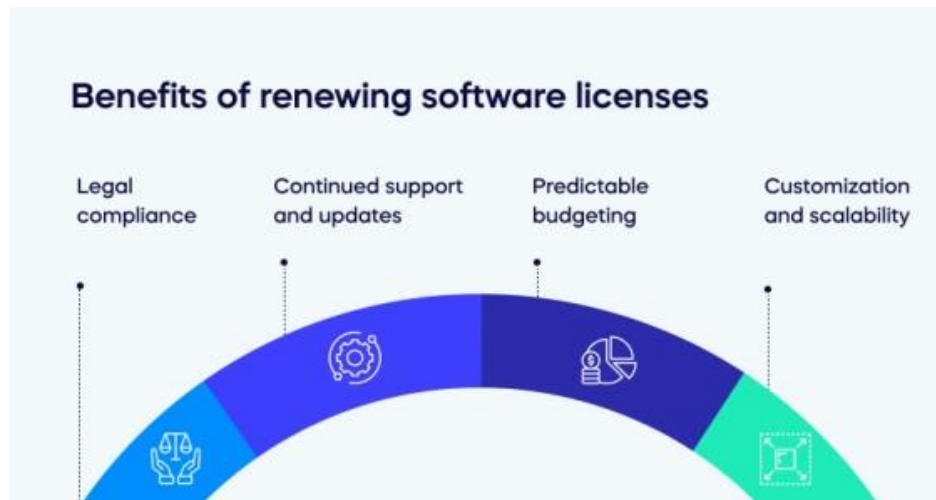 Benefits of renewing software licenses
Legal
compliance
Continued support
and updates
Predictable
budgeting
Customization
and scalability
$